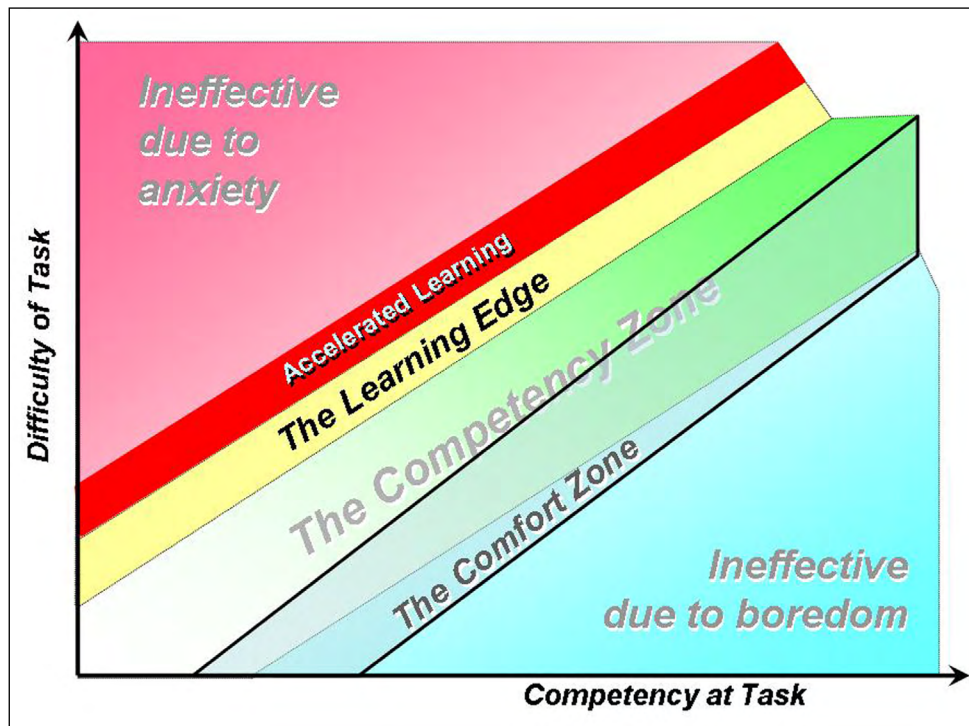 Ineffective
due to
anxiety
Accelerated Learning
The Learning Edge
The Competency Zone
The Comfort Zone
Ineffective
due to boredom
Difficulty of Task
Competency at Task